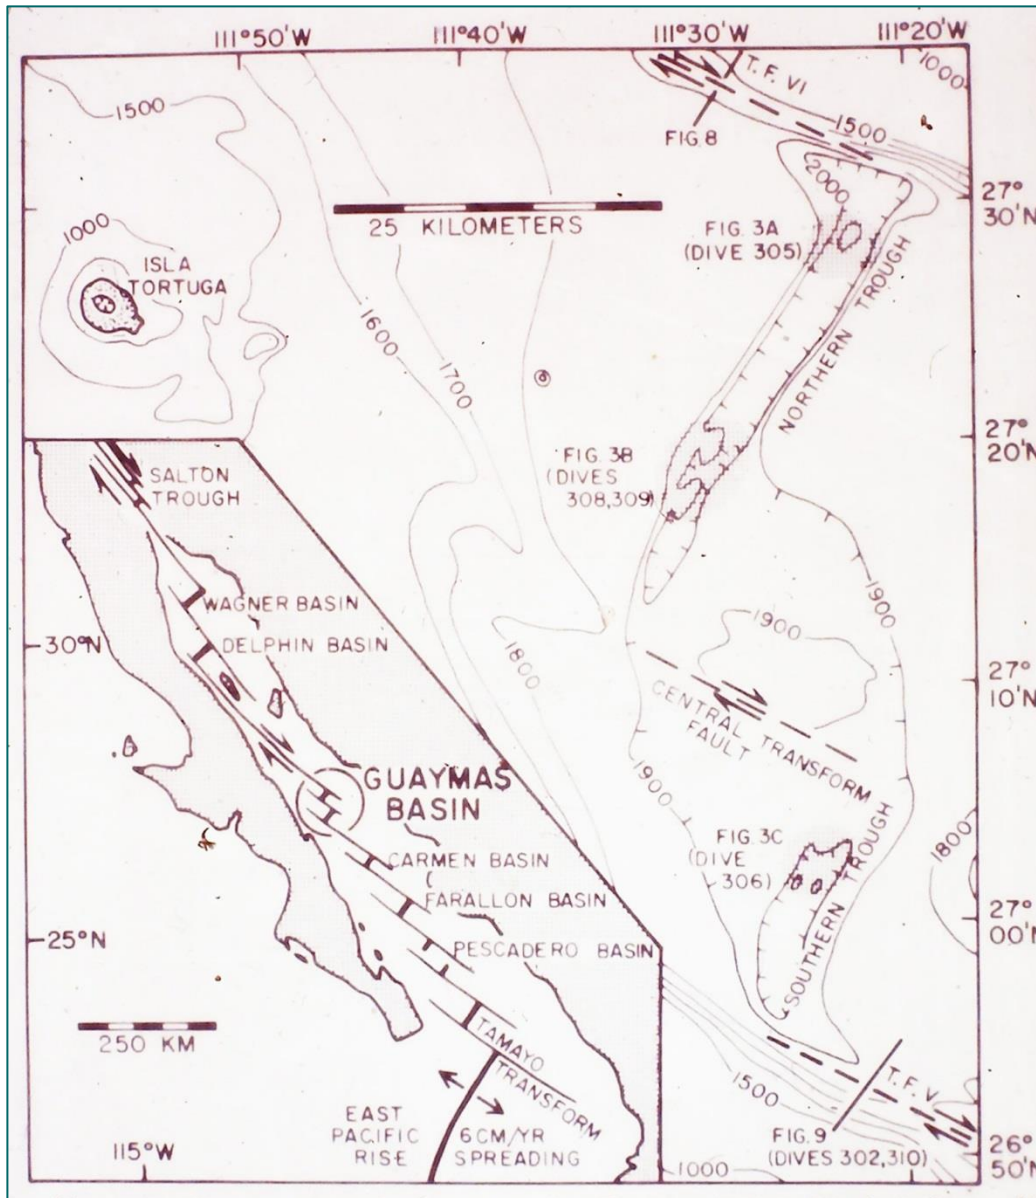 111°50'W 111°40'W 111°30'W 111°20'W
T.F. VI
1000
1500
1500
FIG.8
2000
27°
30'N
25 KILOMETERS
FIG. 3A
(DIVE 305)
1000
ISLA
TORTUGA
NORTHERN TROUGH
1600
1700
27°
20'N
FIG. 3B
(DIVES
308,309)
SALTON
TROUGH
WAGNER BASIN
30°N
DELPHIN BASIN
1900
1900
1800
27°
10'N
CENTRAL TRANSFORM
FAULT
GUAYMAS
BASIN
1900
FIG. 3C
(DIVE
306)
1800
CARMEN BASIN
FARALLON BASIN
27°
00'N
25°N
PESCADERO BASIN
SOUTHERN TROUGH
250 KM
TAMAYO
TRANSFORM
T.F. V
1500
EAST
PACIFIC
RISE
6CM/YR
SPREADING
115°W
FIG. 9
(DIVES 302,310)
1000
26°
50'N